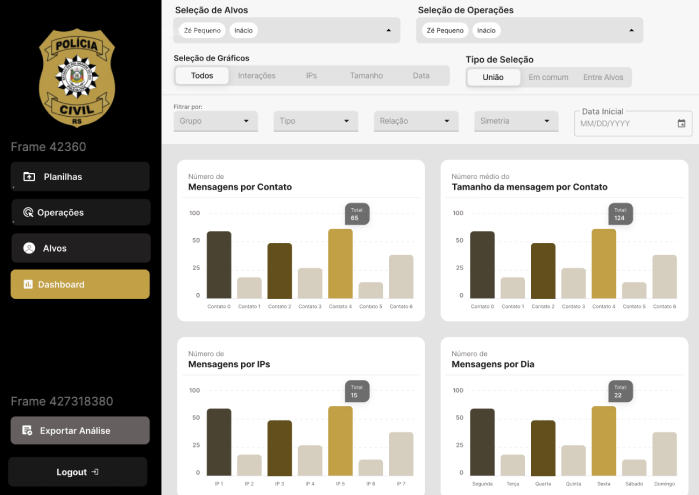 POLÍCIA
CIVIL
RS
Frame 42360
Planilhas
Operações
Alvos
Dashboard
Frame 427318380
Exportar Análise
Logout
Seleção de Alvos
Zé Pequeno Inácio
Seleção de Operações
Zé Pequeno Inácio
Seleção de Gráficos
Todos Interações IPs Tamanho Data
Tipo de Seleção
União Em comum Entre Alvos
Filtrar por:
Grupo Tipo Relação Simetria
Data Inicial
MM/DD/YYYY
Número de
Mensagens por Contato
Total:
65
100
50
25
0
Contato 0 Contato 1 Contato 2 Contato 3 Contato 4 Contato 5 Contato 6
Número médio do
Tamanho da mensagem por Contato
Total:
124
100
50
25
0
Contato 0 Contato 1 Contato 2 Contato 3 Contato 4 Contato 5 Contato 6
Número de
Mensagens por IPs
Total:
15
100
50
25
0
IP 1 IP 2 IP 3 IP 4 IP 5 IP 6 IP 7
Número de
Mensagens por Dia
Total:
22
100
50
25
0
Segunda Terça Quarta Quinta Sexta Sábado Domingo